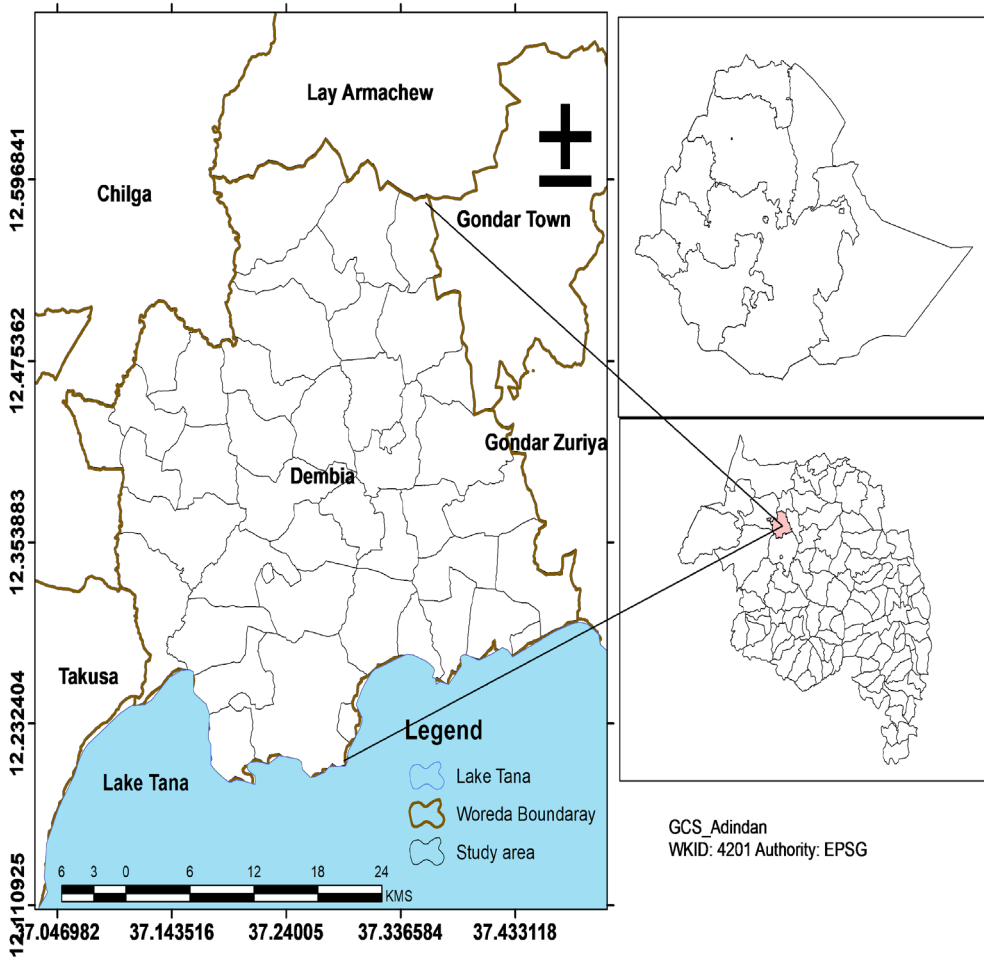 Lay Armachew
Chilga
Gondar Town
Gondar Zuriya
Dembia
Takusa
Lake Tana
Legend
Lake Tana
Woreda Boundaray
Study area
6 3 0 6 12 18 24
KMS
12.596841
12.475362
12.353883
12.232404
12.110925
37.046982 37.143516 37.24005 37.336584 37.433118
GCS_Adindan
WKID: 4201 Authority: EPSG